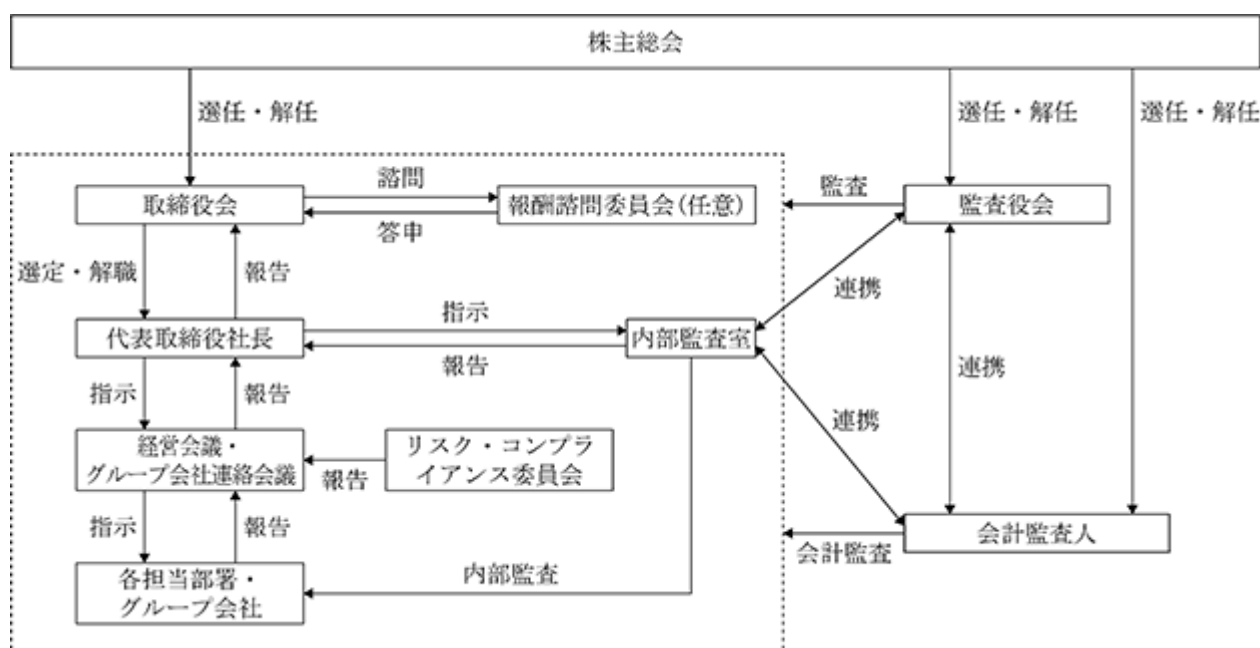 株主総会
選任・解任
選任・解任
選任・解任
取締役会
諮問
答申
報酬諮問委員会(任意)
監査
監査役会
選定・解職
報告
連携
代表取締役社長
指示
報告
内部監査室
連携
指示
報告
連携
経営会議・
グループ会社連絡会議
報告
リスク・コンプラ
イアンス委員会
指示
報告
会計監査人
会計監査
各担当部署・
グループ会社
内部監査